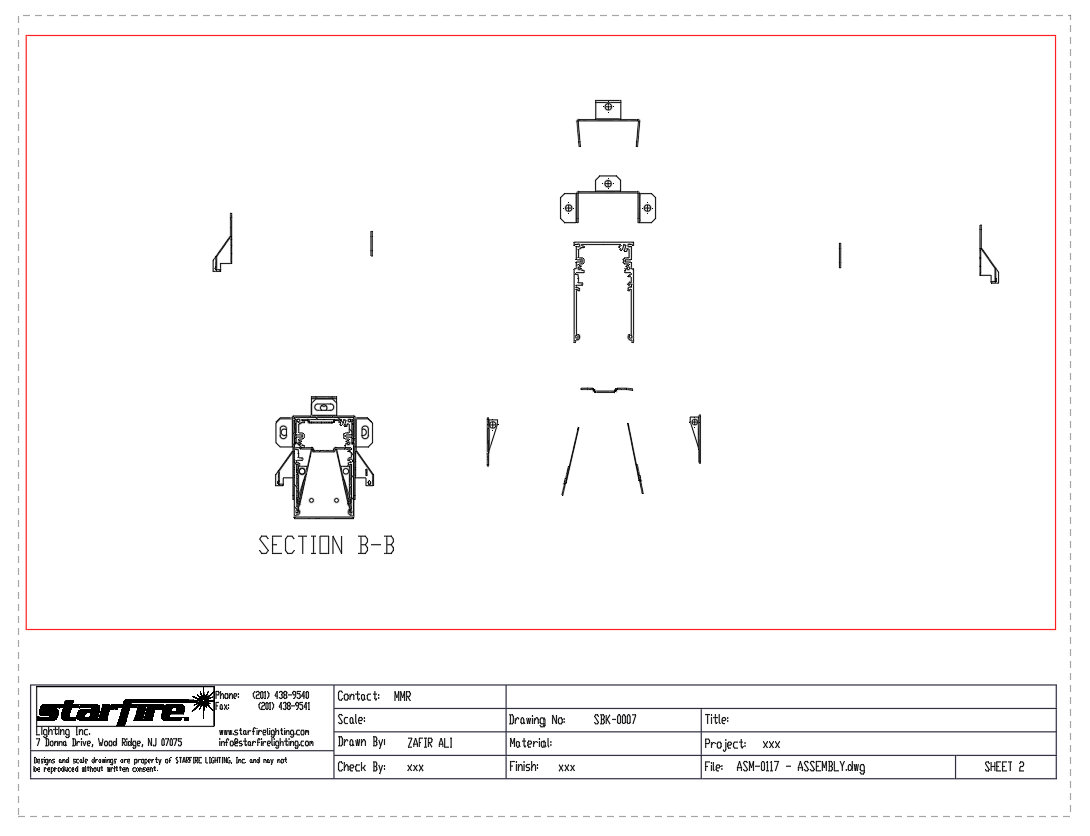 SECTION B-B
starfire.
Lighting Inc.
7 Donna Drive, Wood Ridge, NJ 07075
Phone: (201) 438-9540
Fax: (201) 438-9541
www.starfirelighting.com
info@starfirelighting.com
Designs and scale drawings are property of STARFIRE LIGHTING, Inc. and may not
be reproduced without written consent.
Contact: MMR
Scale:
Drawing No: SBK-0007
Title:
Drawn By: ZAFIR ALI
Material:
Project: xxx
Check By: xxx
Finish: xxx
File: ASM-0117 - ASSEMBLY.dwg
SHEET 2